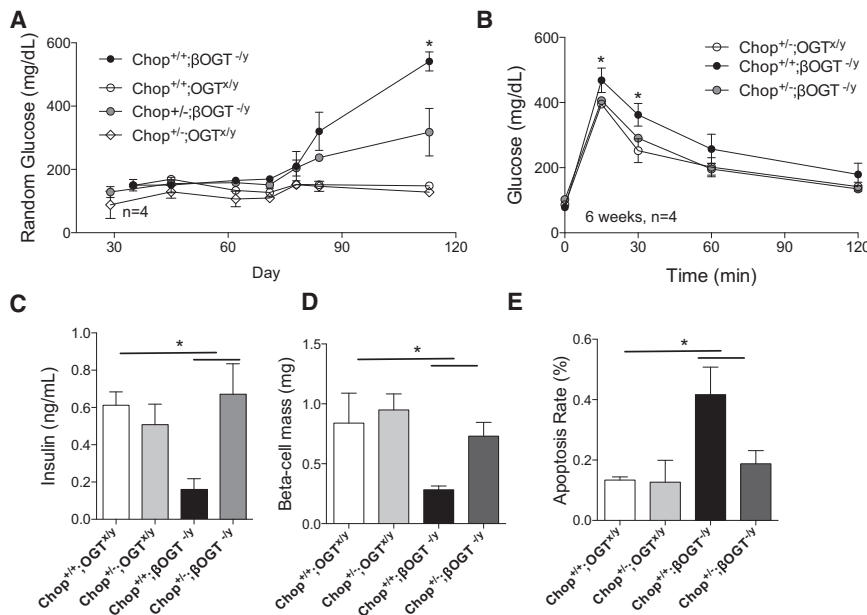 A
Random Glucose (mg/dL)
600
400
200
0
Chop+/+;βOGT -/y
Chop+/+;OGTx/y
Chop+/-;βOGT -/y
Chop+/-;OGTx/y
*
n=4
30
60
90
120
Day
B
Glucose (mg/dL)
600
400
200
0
Chop+/-;OGTx/y
Chop+/+;βOGT -/y
Chop+/-;βOGT -/y
*
*
6 weeks, n=4
0
30
60
90
120
Time (min)
C
Insulin (ng/mL)
1.0
0.8
0.6
0.4
0.2
0.0
*
Chop+/+;OGTx/y
Chop+/-;OGTx/y
Chop+/+;βOGT -/y
Chop+/-;βOGT -/y
D
Beta-cell mass (mg)
1.5
1.0
0.5
0.0
*
Chop+/+;OGTx/y
Chop+/-;OGTx/y
Chop+/+;βOGT -/y
Chop+/-;βOGT -/y
E
Apoptosis Rate (%)
0.6
0.4
0.2
0.0
*
Chop+/+;OGTx/y
Chop+/-;OGTx/y
Chop+/+;βOGT -/y
Chop+/-;βOGT -/y